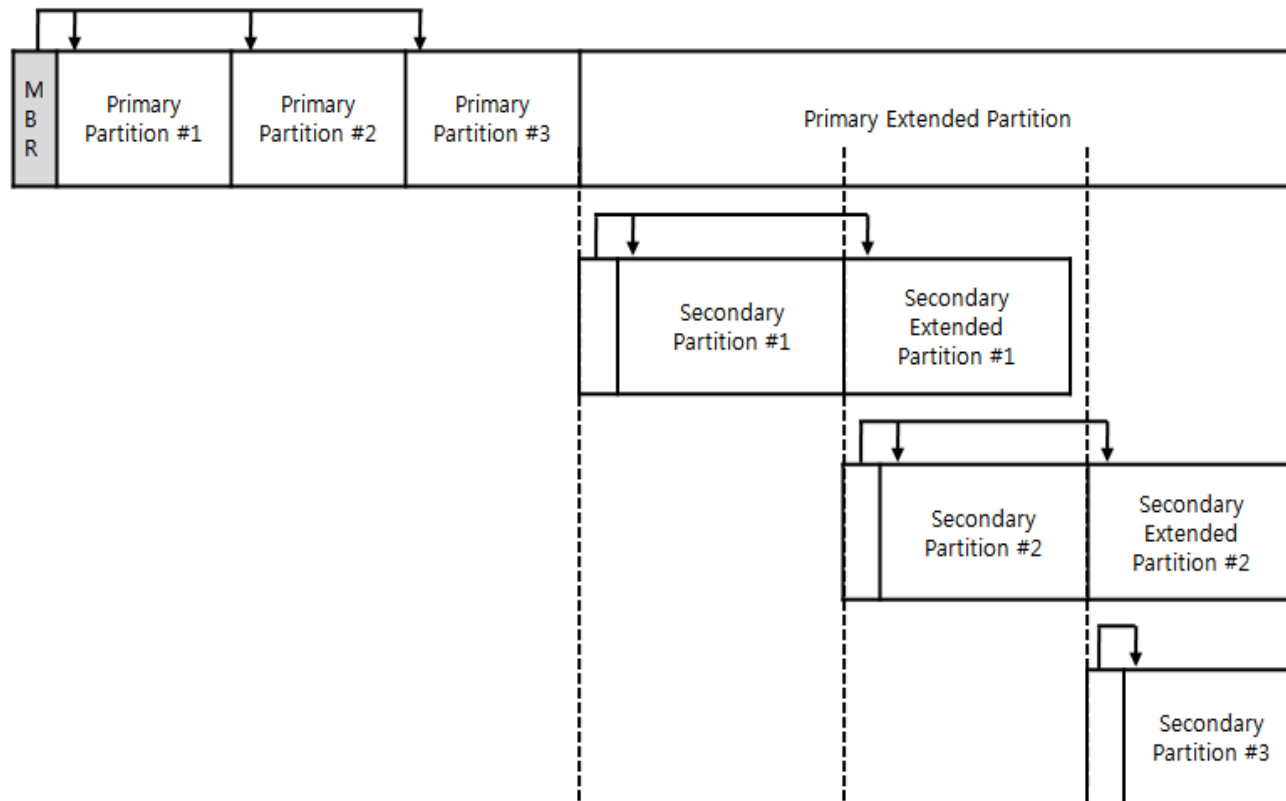 M
B
R
Primary
Partition #1
Primary
Partition #2
Primary
Partition #3
Primary Extended Partition
Secondary
Partition #1
Secondary
Extended
Partition #1
Secondary
Partition #2
Secondary
Extended
Partition #2
Secondary
Partition #3